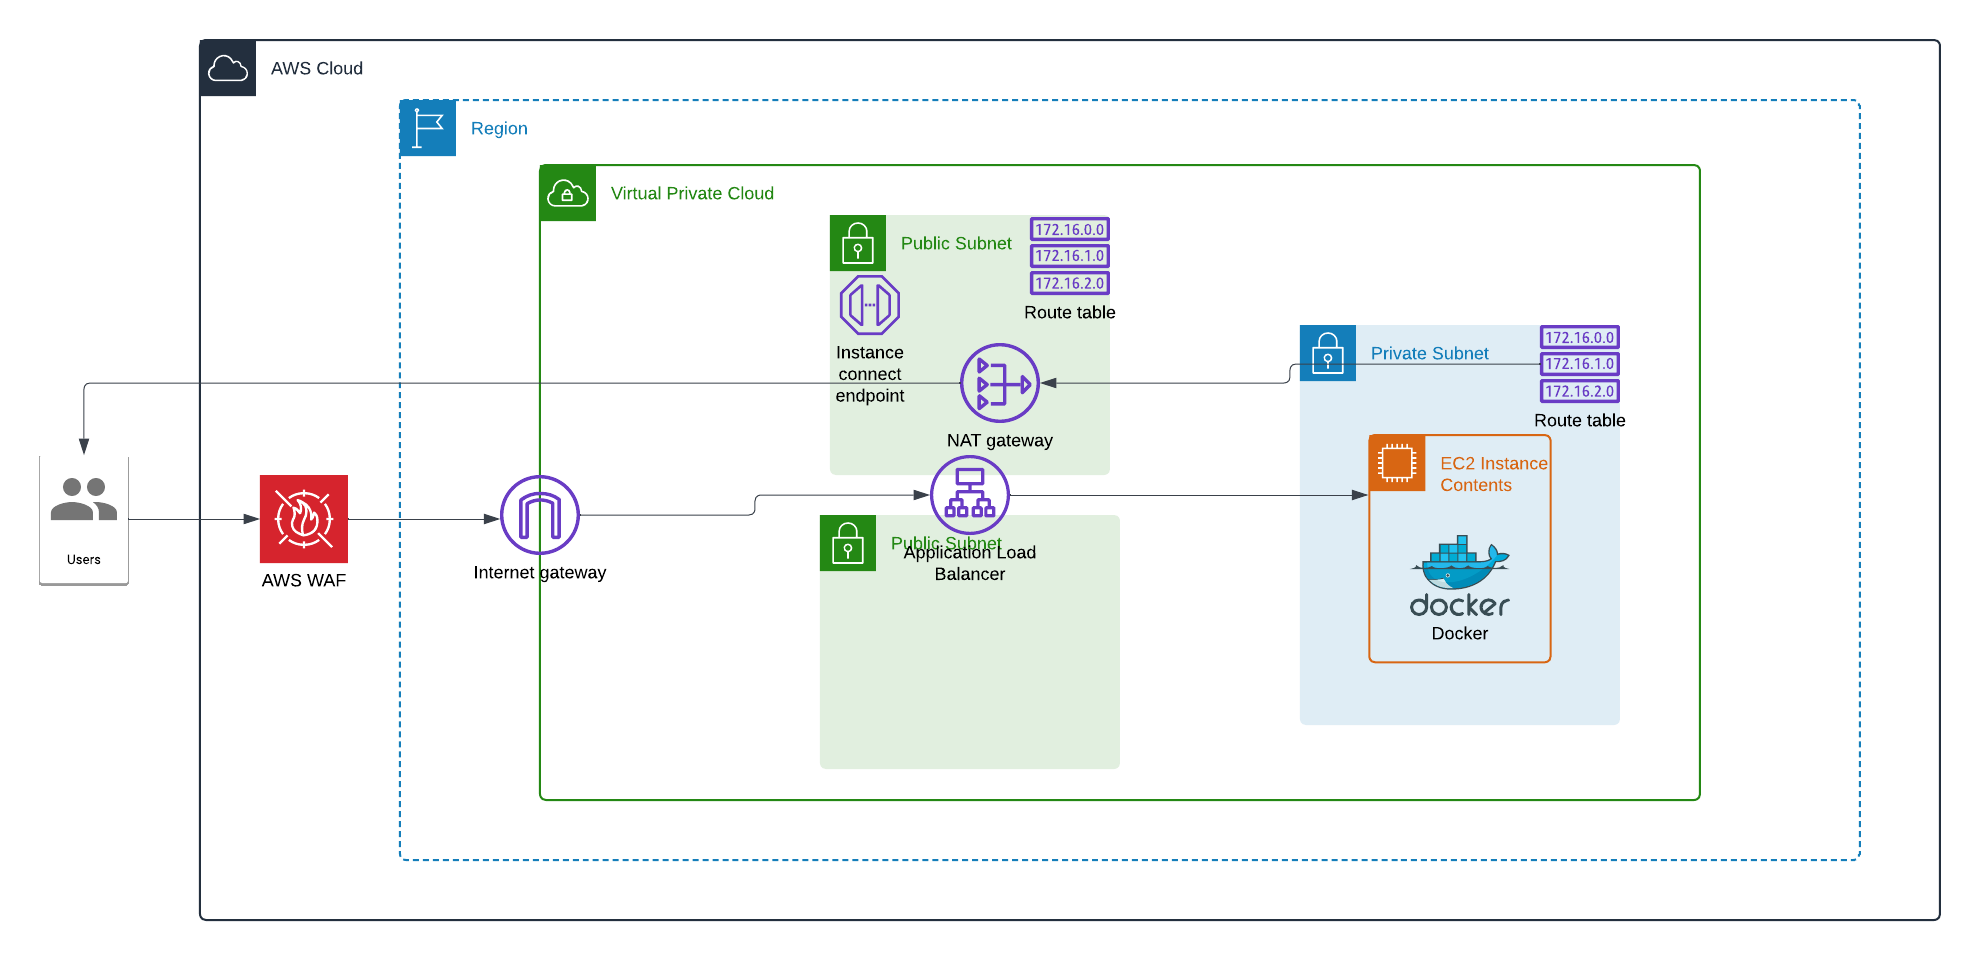 AWS Cloud
Region
Virtual Private Cloud
Public Subnet
172.16.0.0
172.16.1.0
172.16.2.0
Route table
Instance
connect
endpoint
NAT gateway
Private Subnet
172.16.0.0
172.16.1.0
172.16.2.0
Route table
EC2 Instance
Contents
docker
Docker
Users
AWS WAF
Internet gateway
Public Subnet
Application Load
Balancer